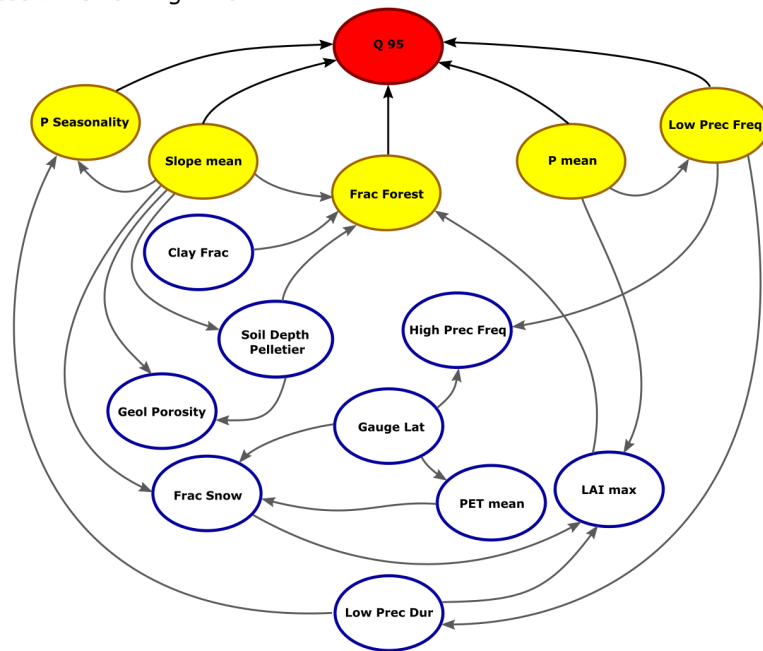 Q 95
P Seasonality
Low Prec Freq
Slope mean
P mean
Frac Forest
Clay Frac
High Prec Freq
Soil Depth
Pelletier
Geol Porosity
Gauge Lat
Frac Snow
PET mean
LAI max
Low Prec Dur